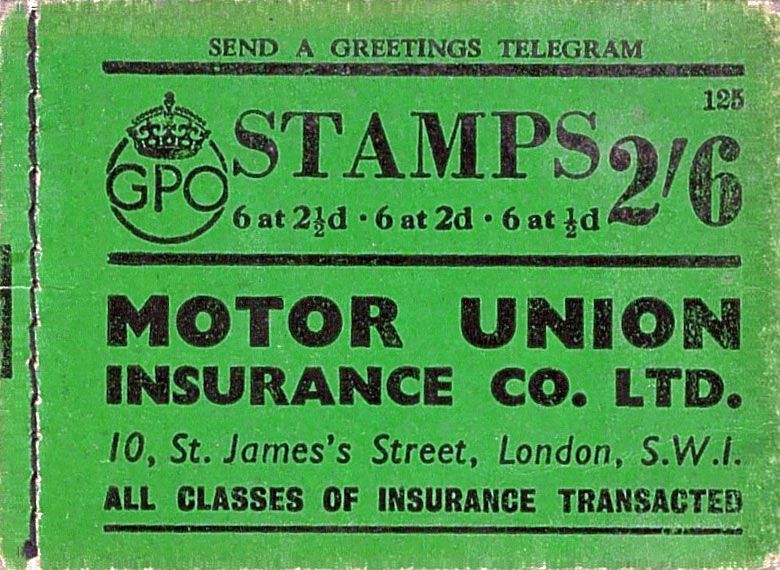 SEND A GREETINGS TELEGRAM
125
GPO
STAMPS 2/6
6 at 2½d · 6 at 2d · 6 at ½d
MOTOR UNION
INSURANCE CO. LTD.
10, St. James's Street, London, S.W.1.
ALL CLASSES OF INSURANCE TRANSACTED